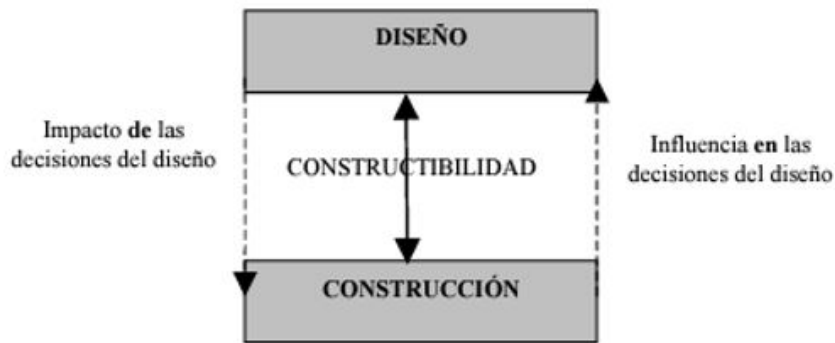 DISEÑO
Impacto de las
decisiones del diseño
CONSTRUCTIBILIDAD
Influencia en las
decisiones del diseño
CONSTRUCCIÓN